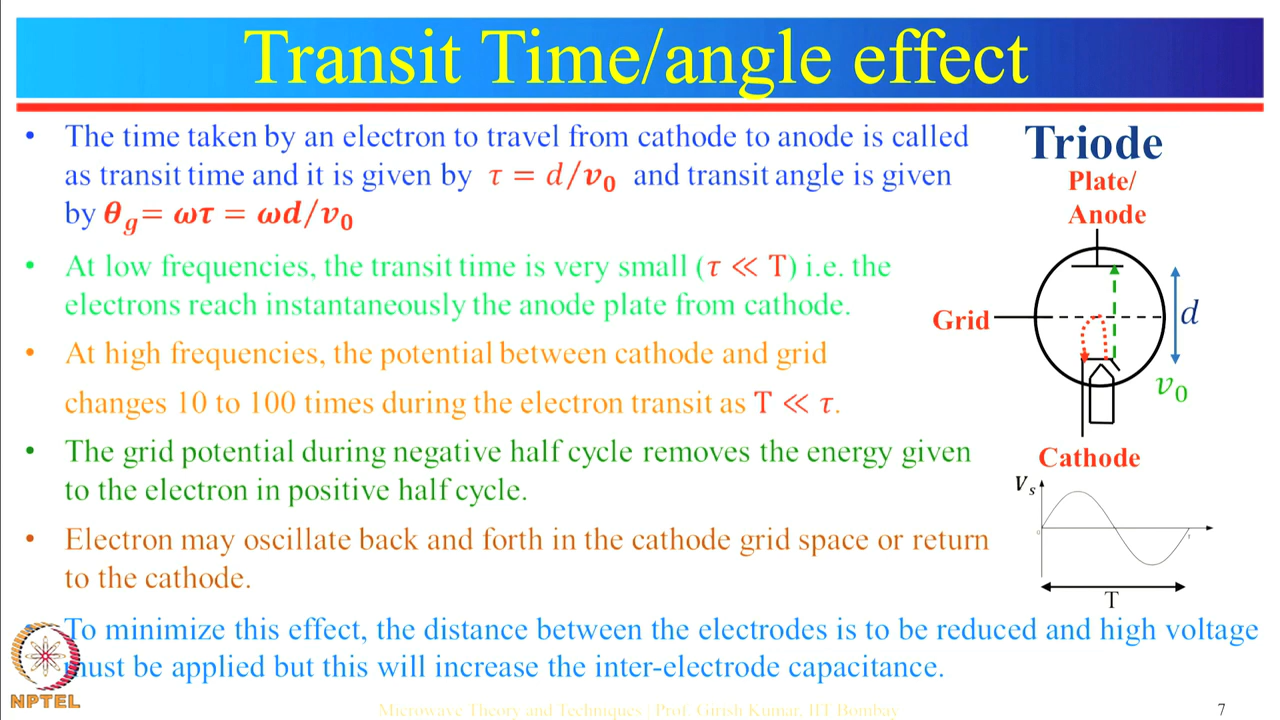 Transit Time/angle effect
• The time taken by an electron to travel from cathode to anode is called
as transit time and it is given by τ = d/v₀ and transit angle is given
by θg= ωτ = ωd/v₀
• At low frequencies, the transit time is very small (τ ≪ T) i.e. the
electrons reach instantaneously the anode plate from cathode.
• At high frequencies, the potential between cathode and grid
changes 10 to 100 times during the electron transit as T ≪ τ.
• The grid potential during negative half cycle removes the energy given
to the electron in positive half cycle.
• Electron may oscillate back and forth in the cathode grid space or return
to the cathode.
• To minimize this effect, the distance between the electrodes is to be reduced and high voltage
must be applied but this will increase the inter-electrode capacitance.
Triode
Plate/
Anode
Grid
d
v₀
Cathode
Vs
T
NPTEL
Microwave Theory and Techniques | Prof. Girish Kumar, IIT Bombay
7